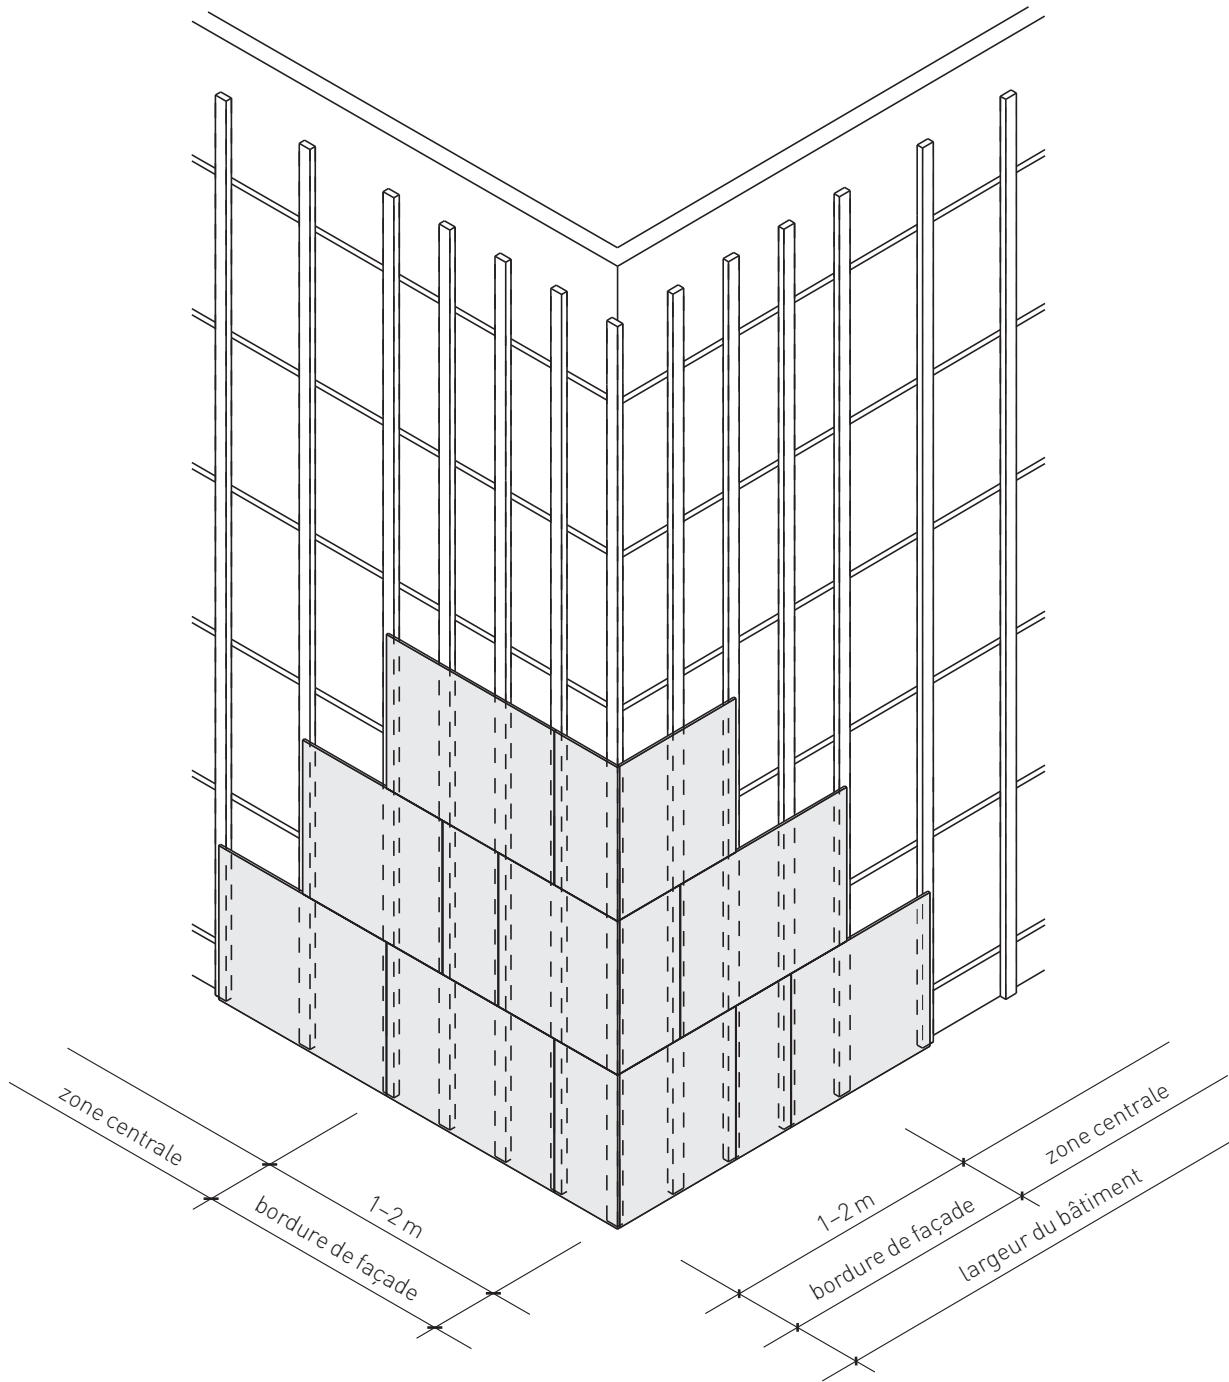 zone centrale
1–2 m
bordure de façade
1–2 m
zone centrale
bordure de façade
largeur du bâtiment